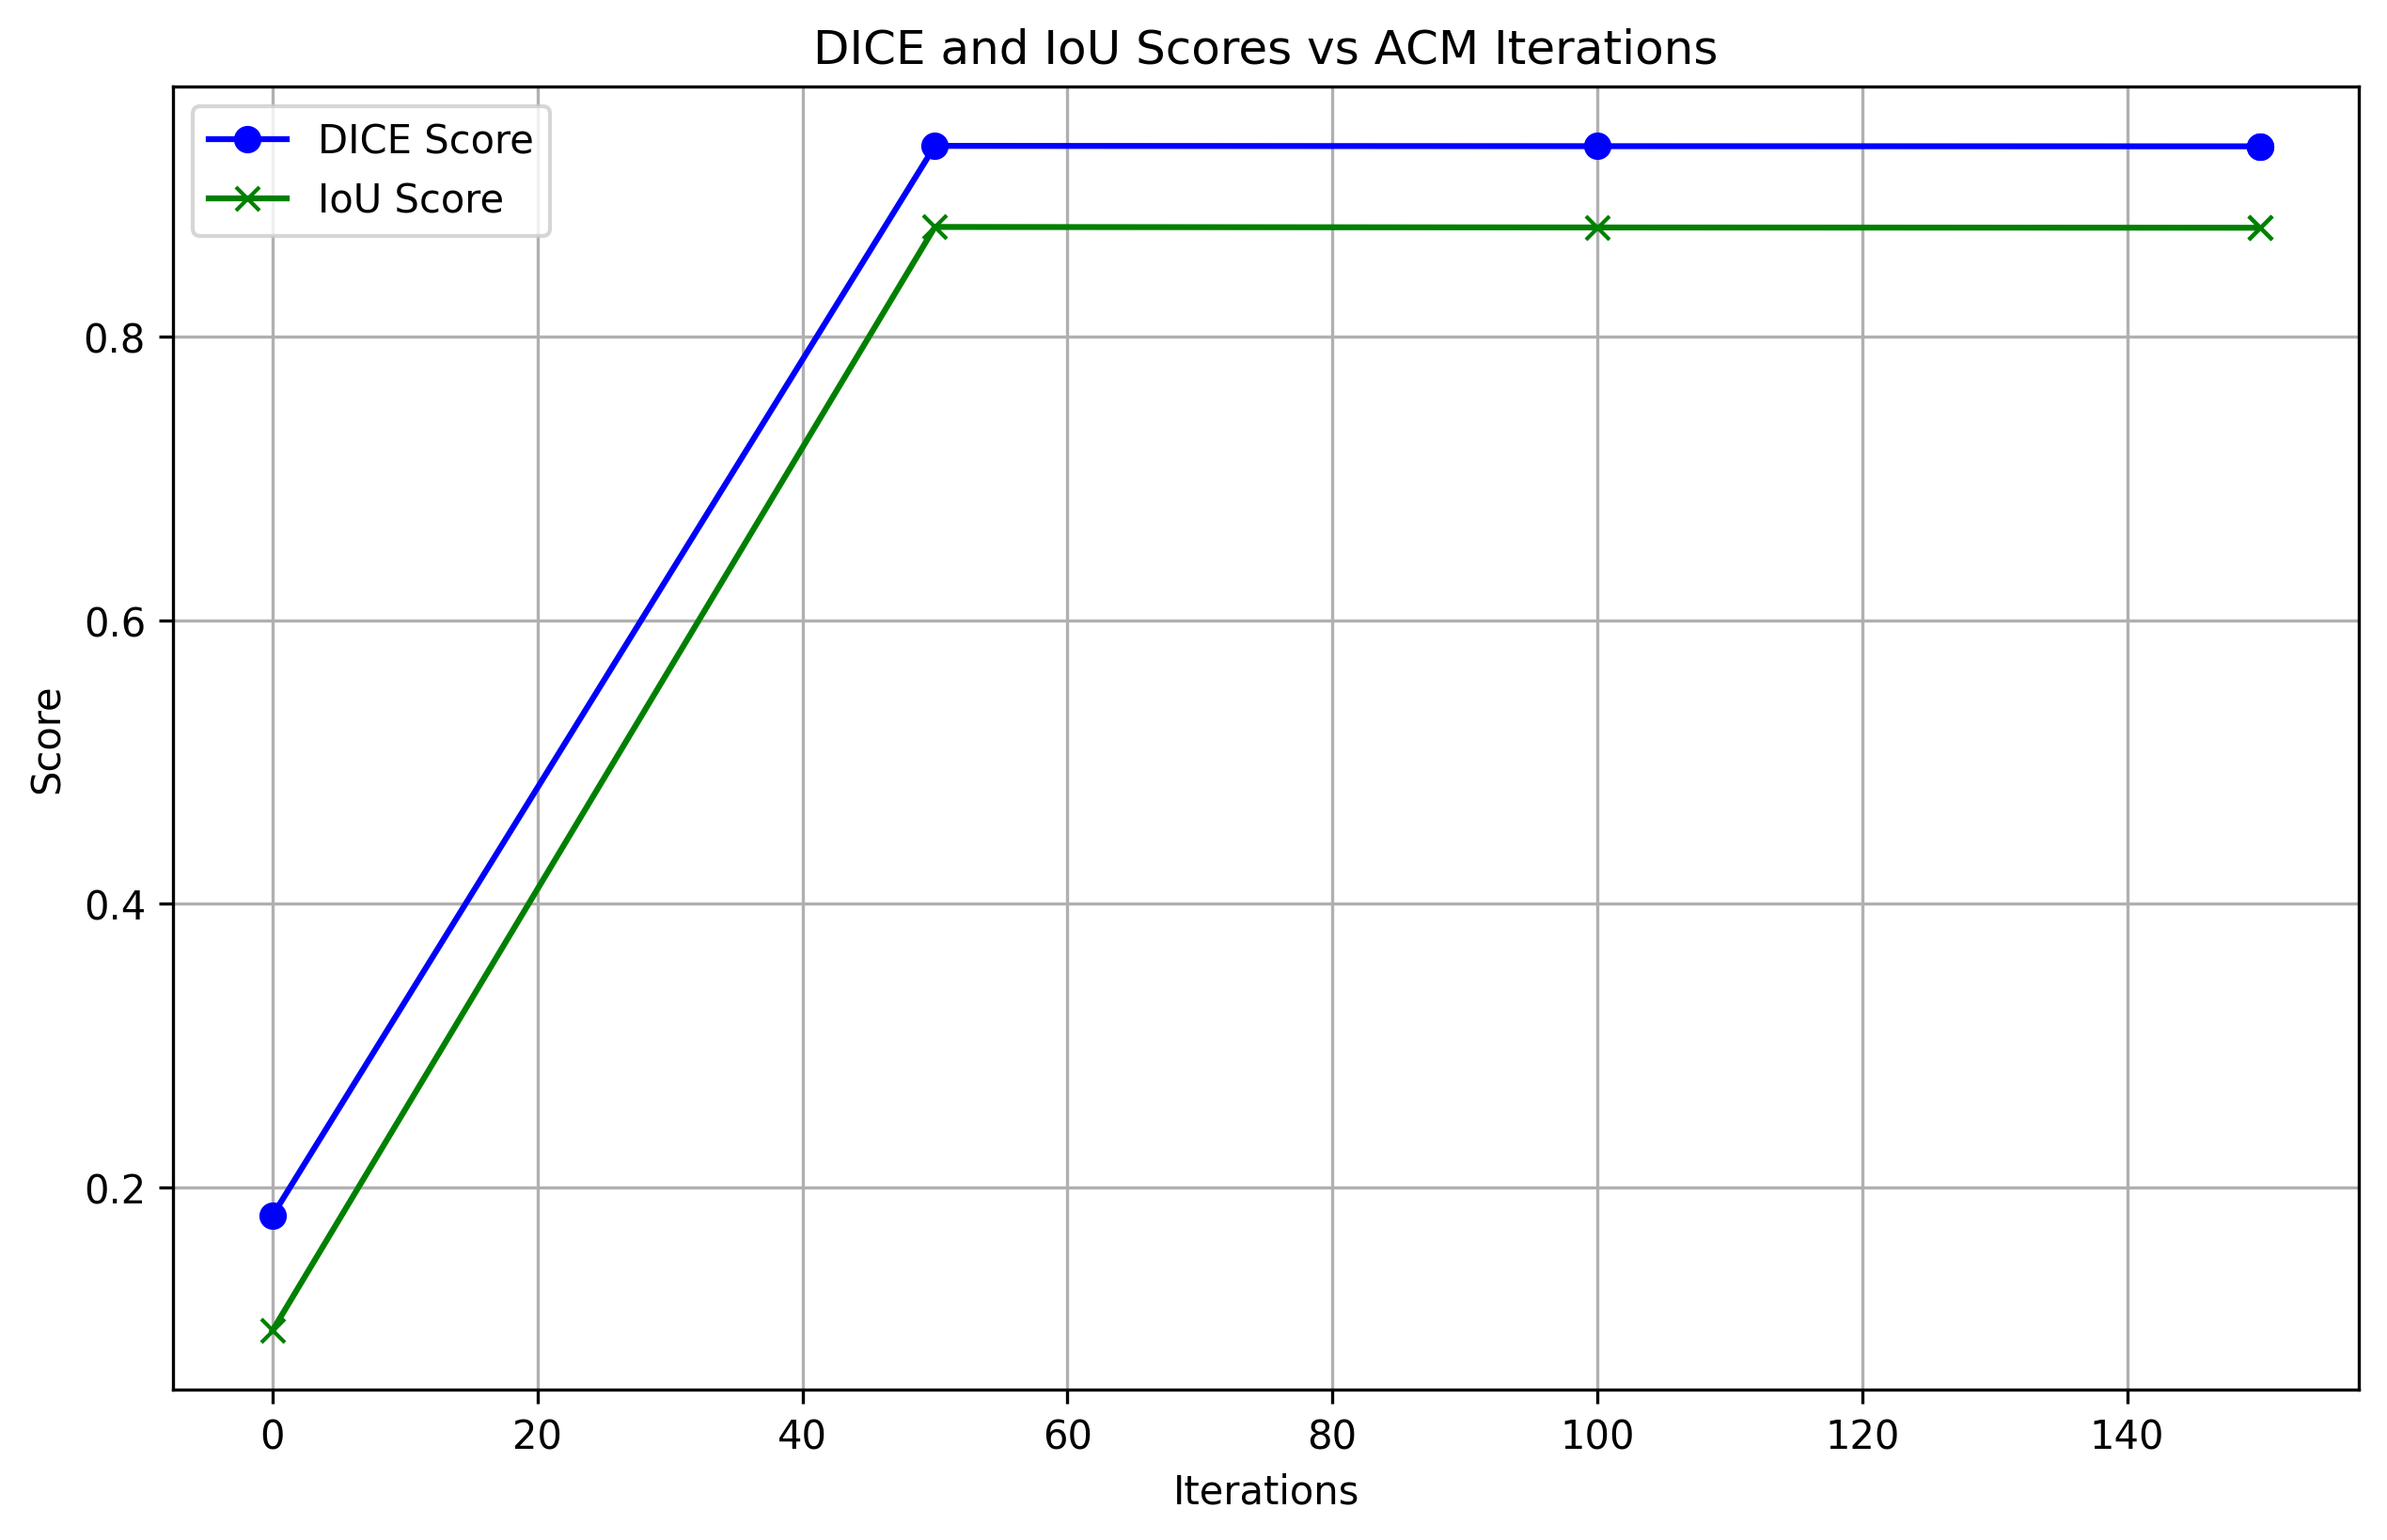 DICE and IoU Scores vs ACM Iterations
DICE Score
IoU Score
0.8
0.6
0.4
0.2
Score
0 20 40 60 80 100 120 140
Iterations